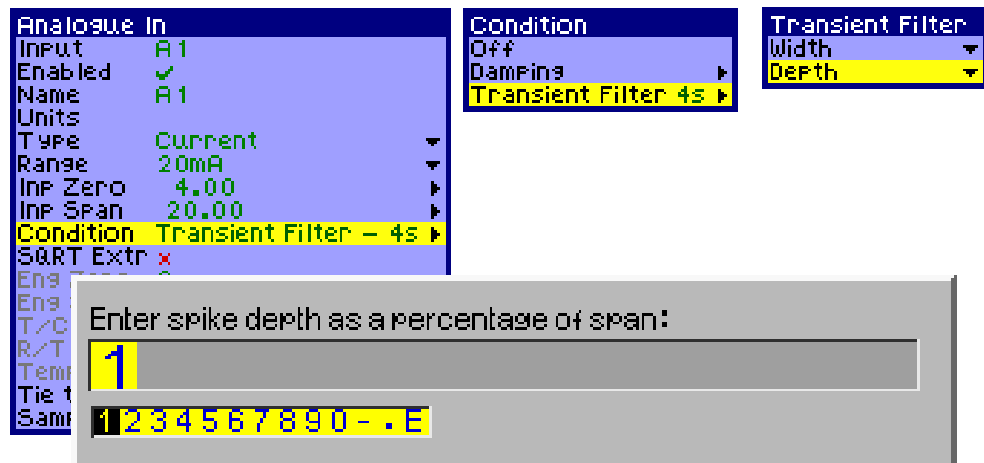 Analogue In
Input A1
Enabled
Name A1
Units
Type Current
Range 20mA
Inp Zero 4.00
Inp Span 20.00
Condition Transient Filter – 4s
SQRT Extr
Eng
Eng
T/C
R/T
Tie
Condition
Off
Damping
Transient Filter 4s
Transient Filter
Width
Depth
Enter spike depth as a percentage of span:
1
1234567890-.E